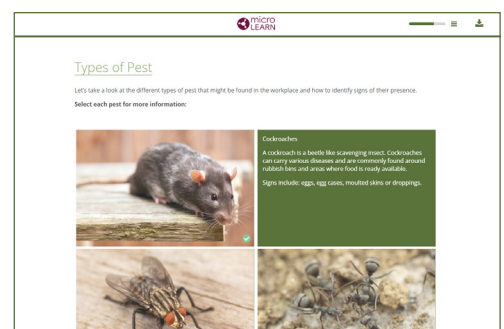 micro
LEARN
Types of Pest
Let's take a look at the different types of pest that might be found in the workplace and how to identify signs of their presence.
Select each pest for more information:
Cockroaches
A cockroach is a beetle like scavenging insect. Cockroaches
can carry various diseases and are commonly found around
rubbish bins and areas where food is ready available.
Signs include: eggs, egg cases, moulted skins or droppings.